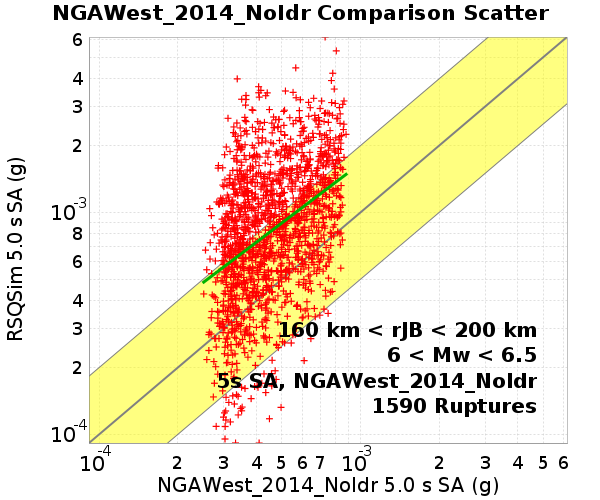 NGAWest_2014_NoIdr Comparison Scatter
RSQSim 5.0 s SA (g)
6
4
3
2
10-3
8
6
4
3
2
10-4
160 km < rJB < 200 km
6 < Mw < 6.5
5s SA, NGAWest_2014_NoIdr
1590 Ruptures
10-4 2 3 4 5 6 7 10-3 2 3 4 5 6
NGAWest_2014_NoIdr 5.0 s SA (g)